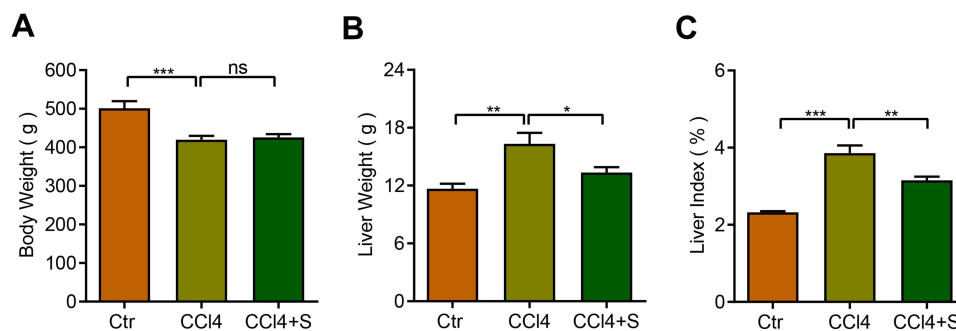 A
Body Weight ( g )
600
500
400
300
200
100
0
***
ns
Ctr
CCl4
CCl4+S
B
Liver Weight ( g )
24
18
12
6
0
**
*
Ctr
CCl4
CCl4+S
C
Liver Index ( % )
6
4
2
0
***
**
Ctr
CCl4
CCl4+S